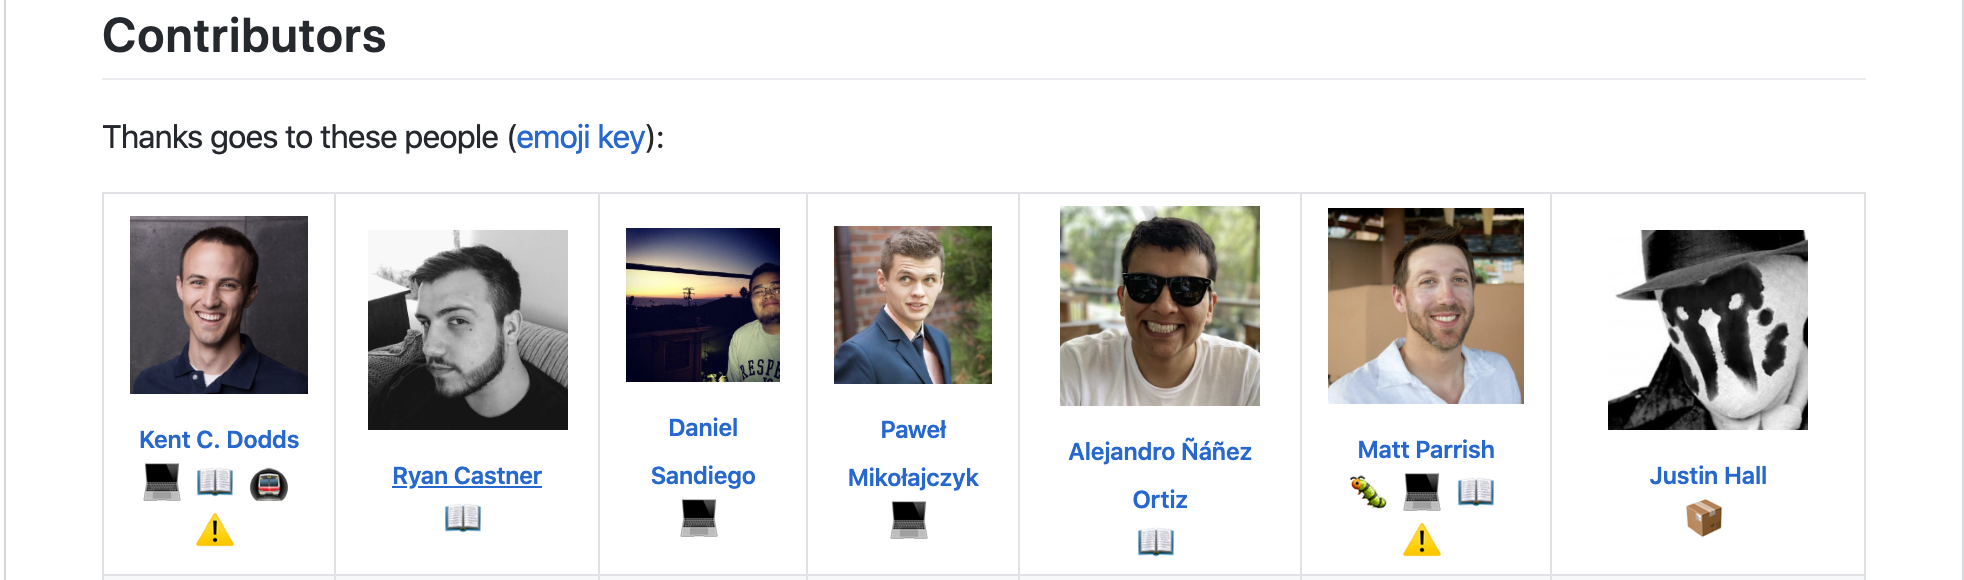 Contributors
Thanks goes to these people (emoji key):
RESPE
Kent C. Dodds
Ryan Castner
Daniel
Sandiego
Paweł
Mikołajczyk
Alejandro Ñáñez
Ortiz
Matt Parrish
Justin Hall